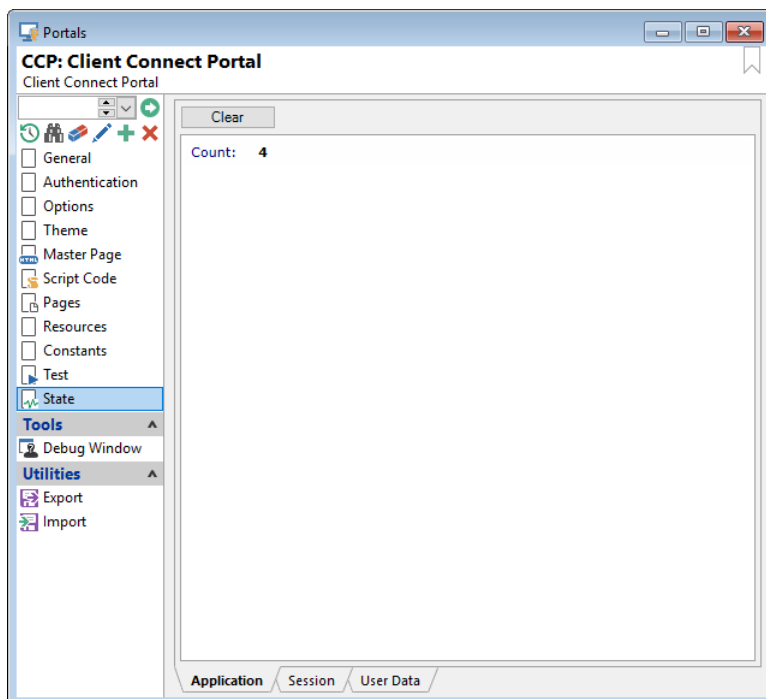 Portals
CCP: Client Connect Portal
Client Connect Portal
Clear
Count: 4
General
Authentication
Options
Theme
HTML Master Page
Script Code
Pages
Resources
Constants
Test
State
Tools
Debug Window
Utilities
Export
Import
Application Session User Data